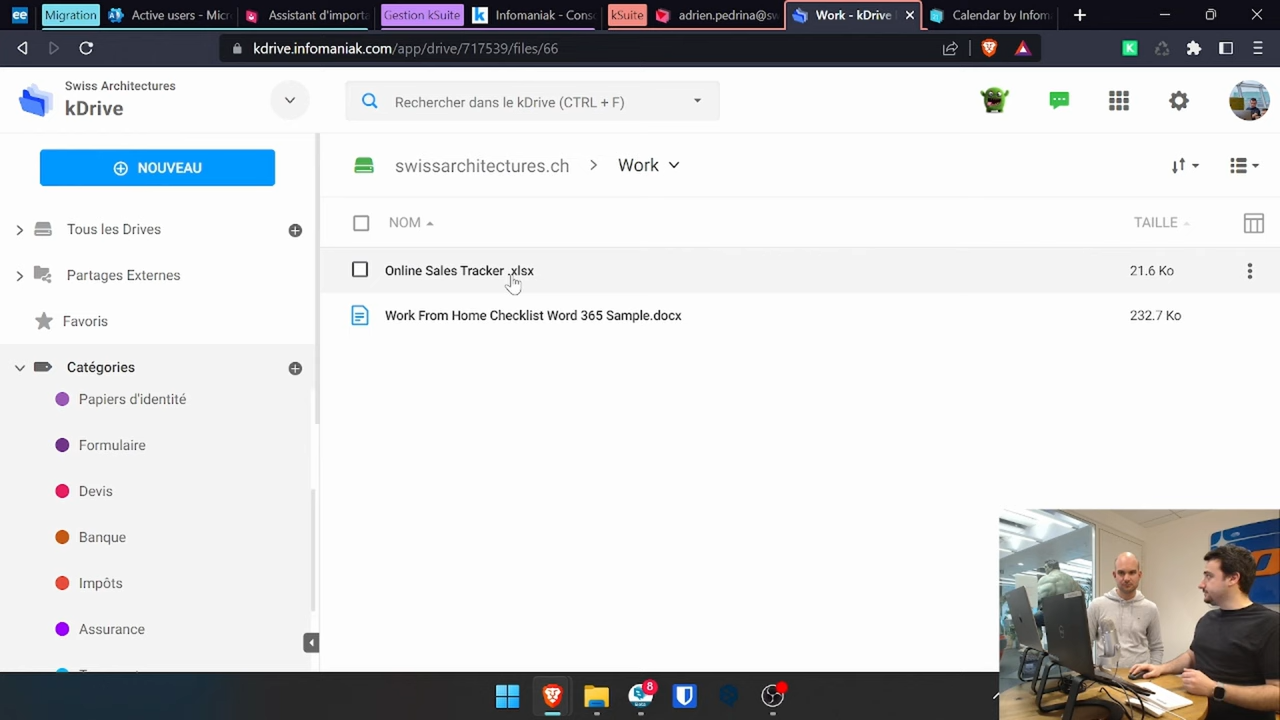 ee
Migration
Active users - Mic
Assistant d'import
Gestion kSuite
k
Infomaniak - Cons
kSuite
adrien.pedrina@sw
Work - kDrive
Calendar by Infom
kdrive.infomaniak.com/app/drive/717539/files/66
K
Swiss Architectures
kDrive
Rechercher dans le kDrive (CTRL + F)
NOUVEAU
swissarchitectures.ch > Work
Tous les Drives
Partages Externes
Favoris
Catégories
Papiers d'identité
Formulaire
Devis
Banque
Impôts
Assurance
NOM
TAILLE
Online Sales Tracker .xlsx
21.6 Ko
Work From Home Checklist Word 365 Sample.docx
232.7 Ko
8